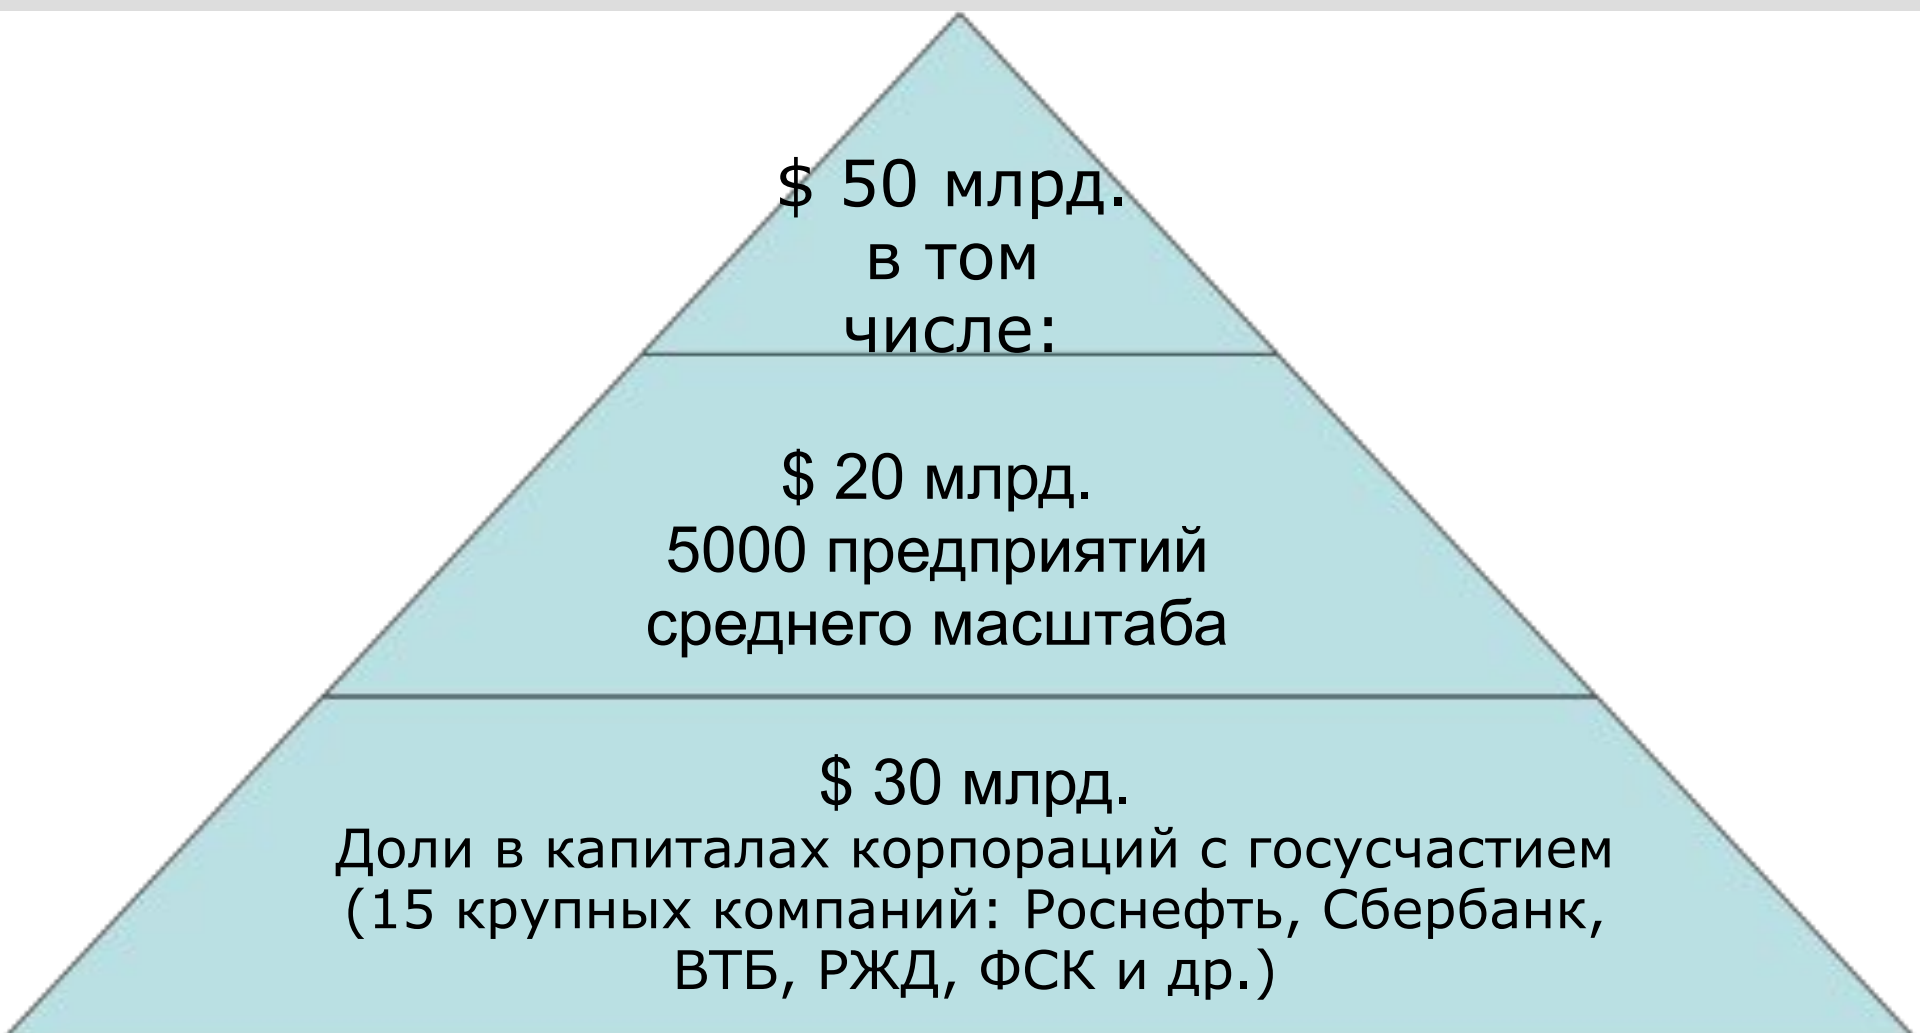 $ 50 млрд.
в том
числе:
$ 20 млрд.
5000 предприятий
среднего масштаба
$ 30 млрд.
Доли в капиталах корпораций с госусчастием
(15 крупных компаний: Роснефть, Сбербанк,
ВТБ, РЖД, ФСК и др.)